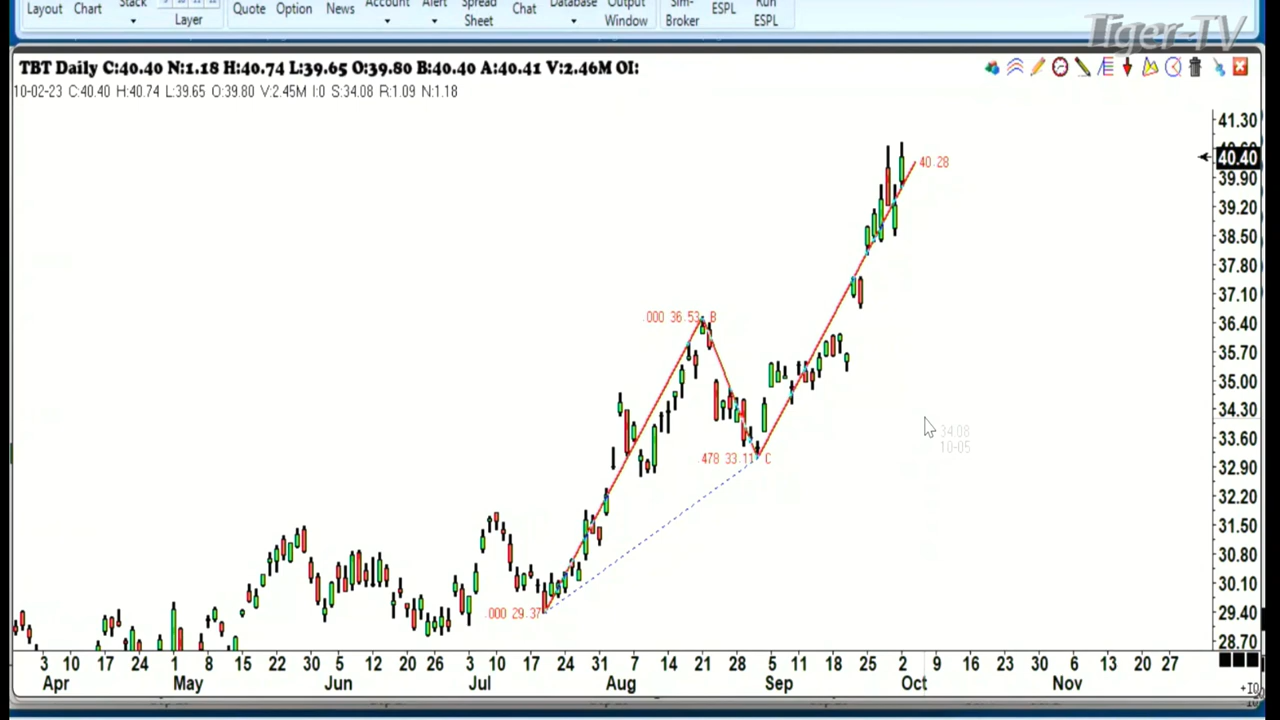 Layout Chart Stack Layer Quote Option News Account Alert Spread Sheet Chat Database Output Window Sim-Broker ESPL Run ESPL
Tiger-TV
TBT Daily C:40.40 N:1.18 H:40.74 L:39.65 O:39.80 B:40.40 A:40.41 V:2.46M OI:
10-02-23 C:40.40 H:40.74 L:39.65 O:39.80 V:2.45M I:0 S:34.08 R:1.09 N:1.18
41.30
40.40
40.28
39.90
39.20
38.50
37.80
37.10
.000 36.53 B
36.40
35.70
35.00
34.30
34.08
10-05
33.60
.478 33.11 C
32.90
32.20
31.50
30.80
30.10
.000 29.37
29.40
28.70
3 10 17 24 1 8 15 22 30 5 12 20 26 3 10 17 24 31 7 14 21 28 5 11 18 25 2 9 16 23 30 6 13 20 27
Apr May Jun Jul Aug Sep Oct Nov